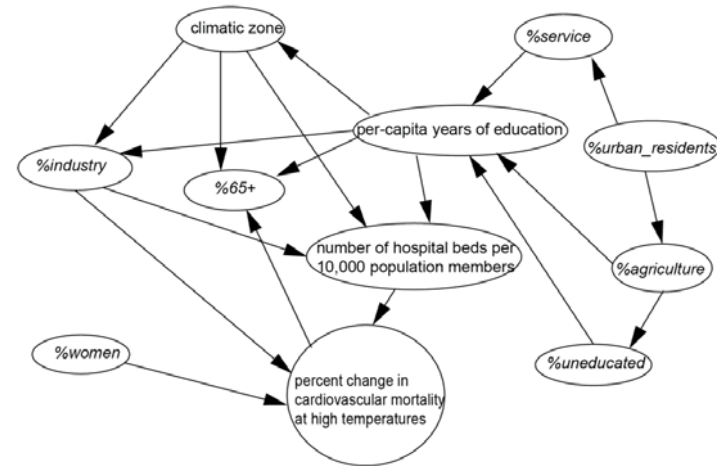 climatic zone
%service
per-capita years of education
%urban_residents
%industry
%65+
number of hospital beds per
10,000 population members
%agriculture
%women
%uneducated
percent change in
cardiovascular mortality
at high temperatures